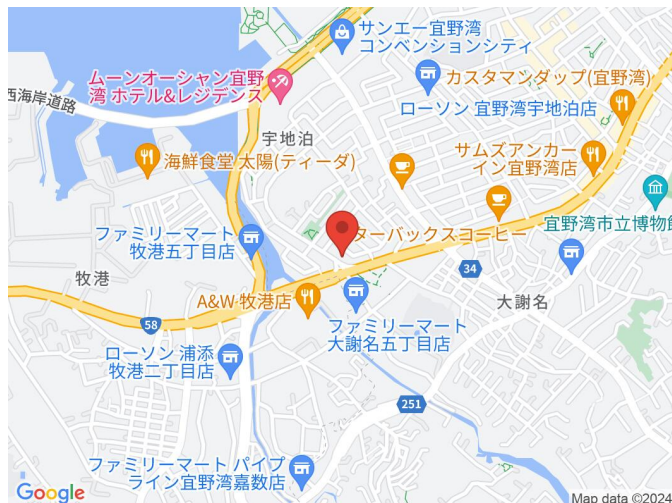 サンエー宜野湾
コンベンションシティ
ムーンオーシャン宜野
湾 ホテル&レジデンス
カスタマンダップ(宜野湾)
西海岸道路
ローソン 宜野湾宇地泊店
宇地泊
海鮮食堂 太陽(ティーダ)
サムズアンカー
イン宜野湾店
ファミリーマート
牧港五丁目店
ターバックスコーヒー
宜野湾市立博物館
牧港
34
A&W 牧港店
大謝名
58
ファミリーマート
大謝名五丁目店
ローソン 浦添
牧港二丁目店
251
ファミリーマート パイプ
ライン宜野湾嘉数店
Google
Map data ©2024